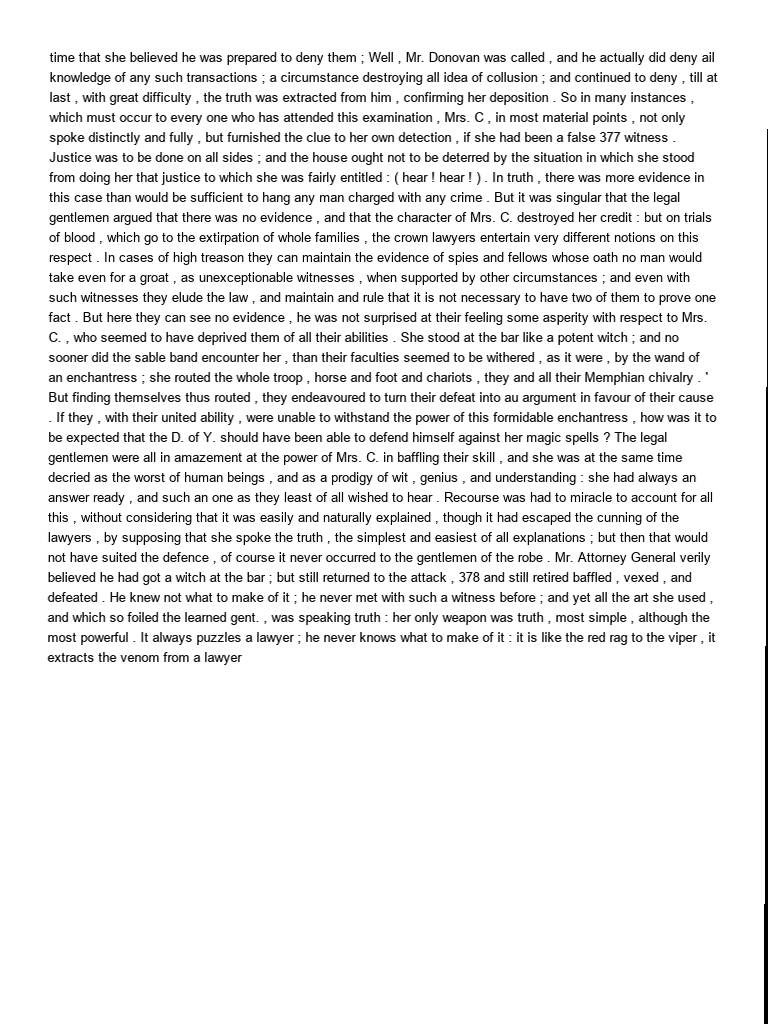 time that she believed he was prepared to deny them ; Well , Mr. Donovan was called , and he actually did deny ail
knowledge of any such transactions ; a circumstance destroying all idea of collusion ; and continued to deny , till at
last , with great difficulty , the truth was extracted from him , confirming her deposition . So in many instances ,
which must occur to every one who has attended this examination , Mrs. C , in most material points , not only
spoke distinctly and fully , but furnished the clue to her own detection , if she had been a false 377 witness .
Justice was to be done on all sides ; and the house ought not to be deterred by the situation in which she stood
from doing her that justice to which she was fairly entitled : ( hear ! hear ! ) . In truth , there was more evidence in
this case than would be sufficient to hang any man charged with any crime . But it was singular that the legal
gentlemen argued that there was no evidence , and that the character of Mrs. C. destroyed her credit : but on trials
of blood , which go to the extirpation of whole families , the crown lawyers entertain very different notions on this
respect . In cases of high treason they can maintain the evidence of spies and fellows whose oath no man would
take even for a groat , as unexceptionable witnesses , when supported by other circumstances ; and even with
such witnesses they elude the law , and maintain and rule that it is not necessary to have two of them to prove one
fact . But here they can see no evidence , he was not surprised at their feeling some asperity with respect to Mrs.
C. , who seemed to have deprived them of all their abilities . She stood at the bar like a potent witch ; and no
sooner did the sable band encounter her , than their faculties seemed to be withered , as it were , by the wand of
an enchantress ; she routed the whole troop , horse and foot and chariots , they and all their Memphian chivalry . '
But finding themselves thus routed , they endeavoured to turn their defeat into au argument in favour of their cause
. If they , with their united ability , were unable to withstand the power of this formidable enchantress , how was it to
be expected that the D. of Y. should have been able to defend himself against her magic spells ? The legal
gentlemen were all in amazement at the power of Mrs. C. in baffling their skill , and she was at the same time
decried as the worst of human beings , and as a prodigy of wit , genius , and understanding : she had always an
answer ready , and such an one as they least of all wished to hear . Recourse was had to miracle to account for all
this , without considering that it was easily and naturally explained , though it had escaped the cunning of the
lawyers , by supposing that she spoke the truth , the simplest and easiest of all explanations ; but then that would
not have suited the defence , of course it never occurred to the gentlemen of the robe . Mr. Attorney General verily
believed he had got a witch at the bar ; but still returned to the attack , 378 and still retired baffled , vexed , and
defeated . He knew not what to make of it ; he never met with such a witness before ; and yet all the art she used ,
and which so foiled the learned gent. , was speaking truth : her only weapon was truth , most simple , although the
most powerful . It always puzzles a lawyer ; he never knows what to make of it : it is like the red rag to the viper , it
extracts the venom from a lawyer